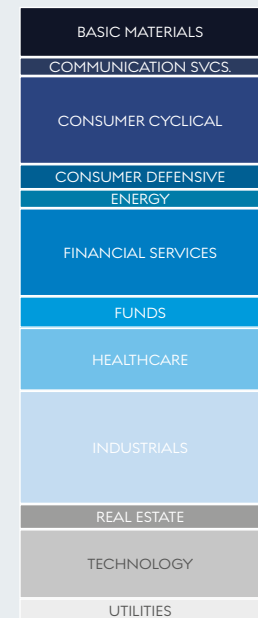 BASIC MATERIALS
COMMUNICATION SVCS.
CONSUMER CYCLICAL
CONSUMER DEFENSIVE
ENERGY
FINANCIAL SERVICES
FUNDS
HEALTHCARE
INDUSTRIALS
REAL ESTATE
TECHNOLOGY
UTILITIES